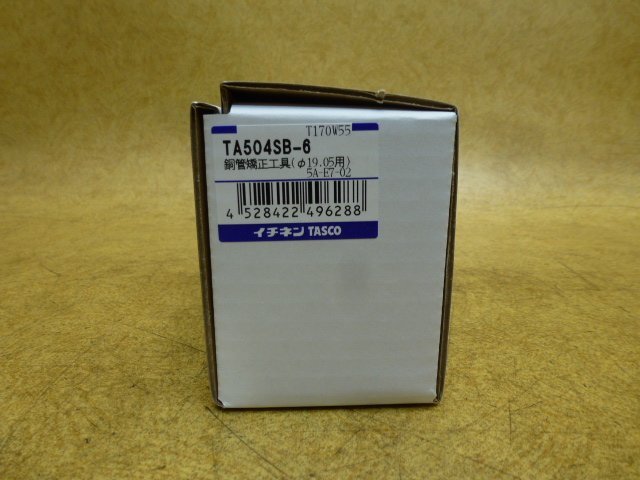 T170W55
TA504SB-6
銅管矯正工具(φ19.05用)
5A-E7-02
4 528422 496288
イチネン TASCO